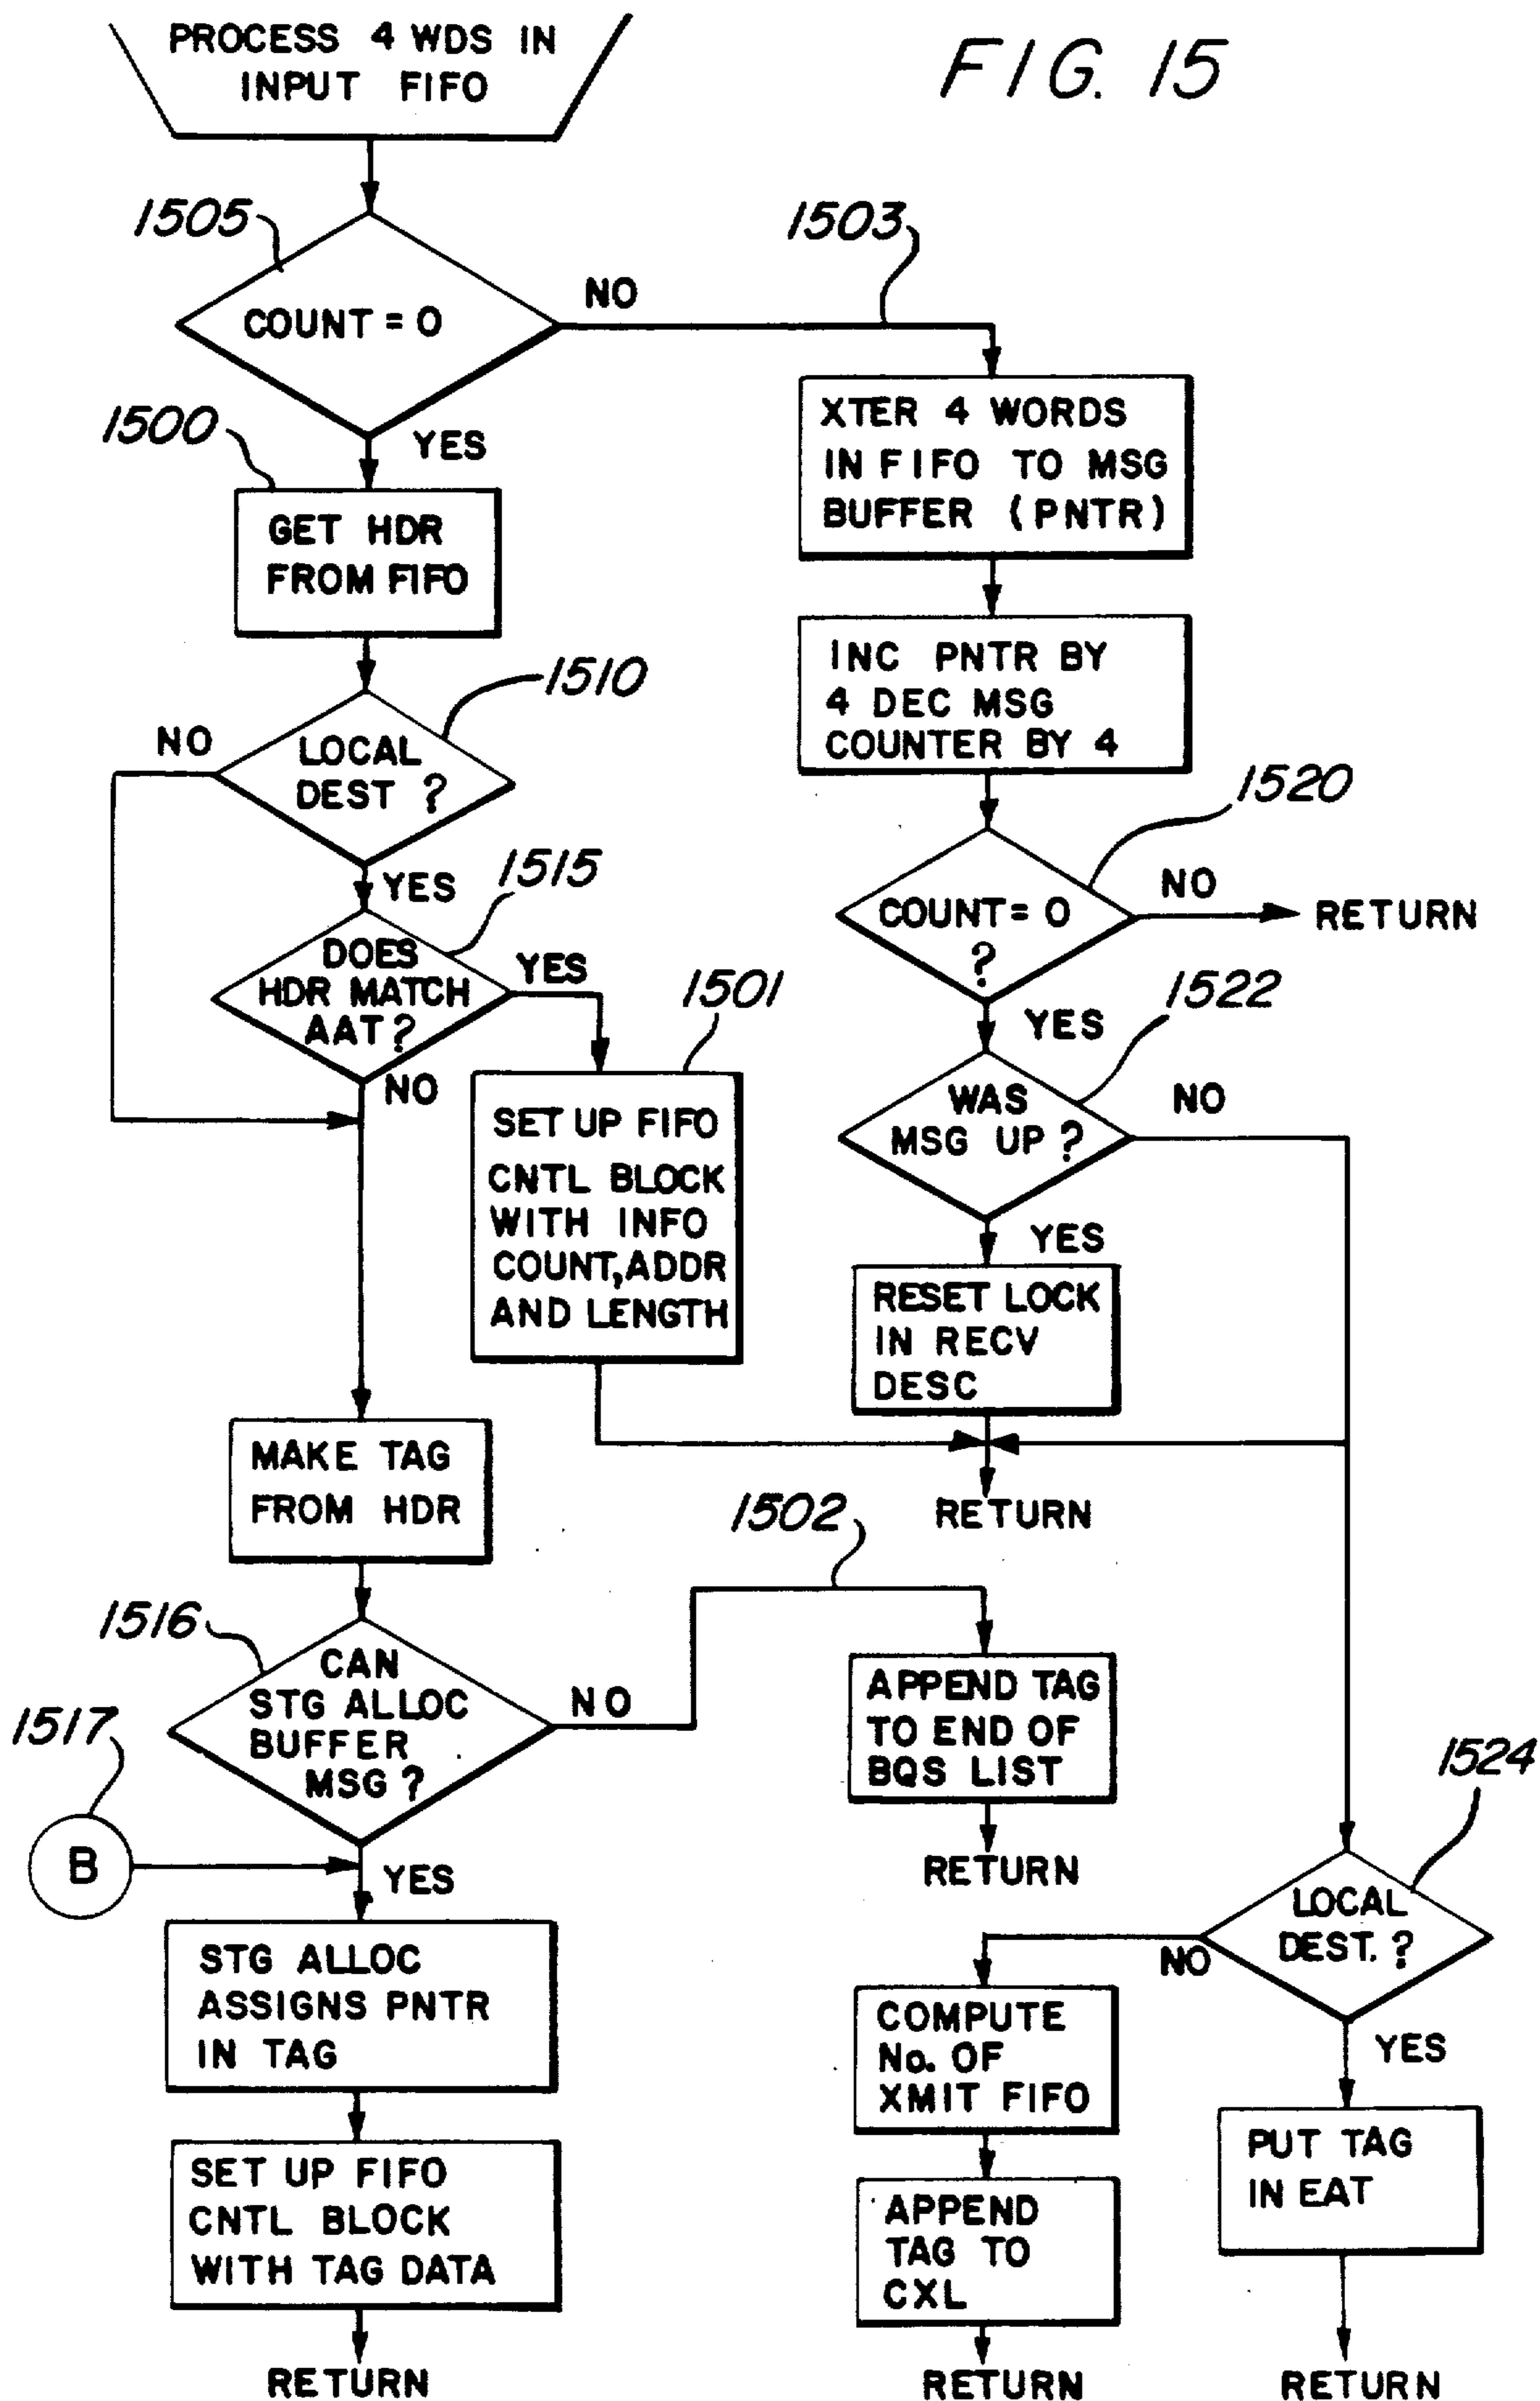 PROCESS 4 WDS IN
INPUT FIFO
FIG. 15
1505
COUNT = 0
NO
1503
YES
1500
GET HDR
FROM FIFO
XTER 4 WORDS
IN FIFO TO MSG
BUFFER (PNTR)
INC PNTR BY
4 DEC MSG
COUNTER BY 4
1510
NO
LOCAL
DEST ?
YES
1515
DOES
HDR MATCH
AAT ?
YES
NO
1501
SET UP FIFO
CNTL BLOCK
WITH INFO
COUNT, ADDR
AND LENGTH
1520
COUNT = 0
?
NO
RETURN
YES
1522
WAS
MSG UP ?
NO
YES
RESET LOCK
IN RECV
DESC
RETURN
MAKE TAG
FROM HDR
1502
1516
CAN
STG ALLOC
BUFFER
MSG ?
NO
APPEND TAG
TO END OF
BQS LIST
RETURN
1517
B
YES
STG ALLOC
ASSIGNS PNTR
IN TAG
SET UP FIFO
CNTL BLOCK
WITH TAG DATA
RETURN
1524
LOCAL
DEST. ?
NO
YES
COMPUTE
No. OF
XMIT FIFO
APPEND
TAG TO
CXL
RETURN
PUT TAG
IN EAT
RETURN